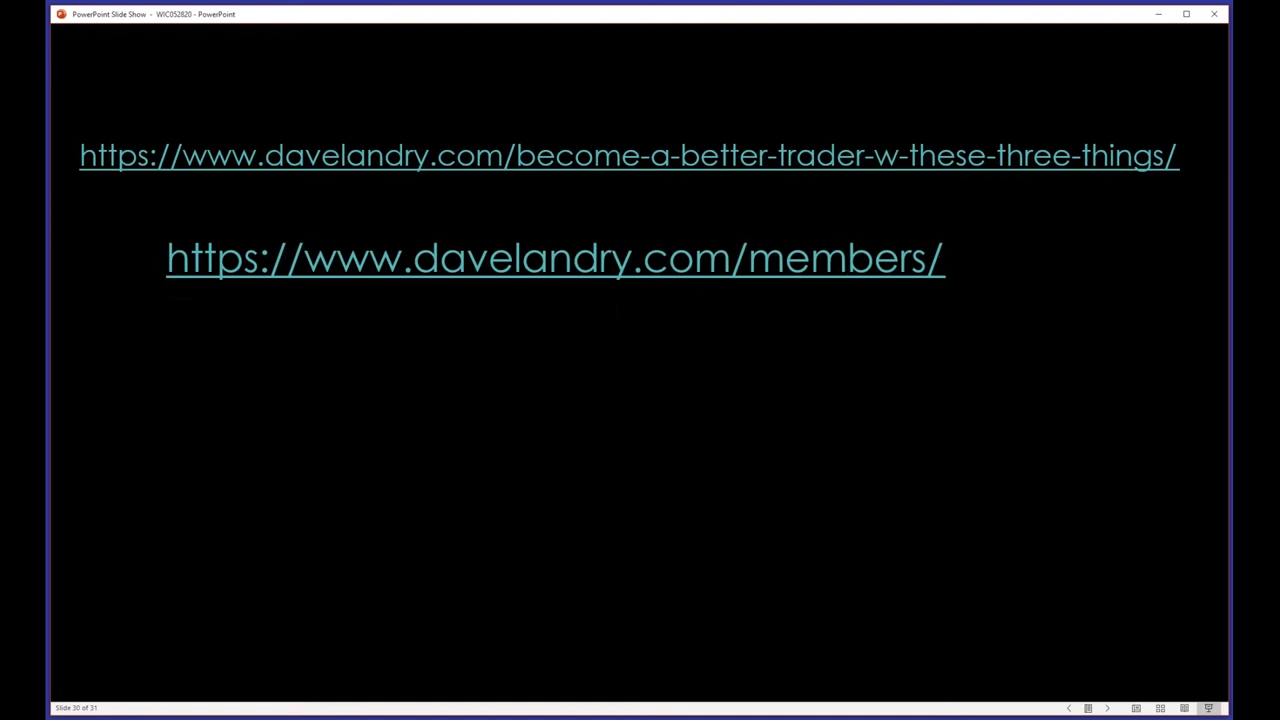 PowerPoint Slide Show - WIC052820 - PowerPoint
https://www.davelandry.com/become-a-better-trader-w-these-three-things/
https://www.davelandry.com/members/
Slide 30 of 31